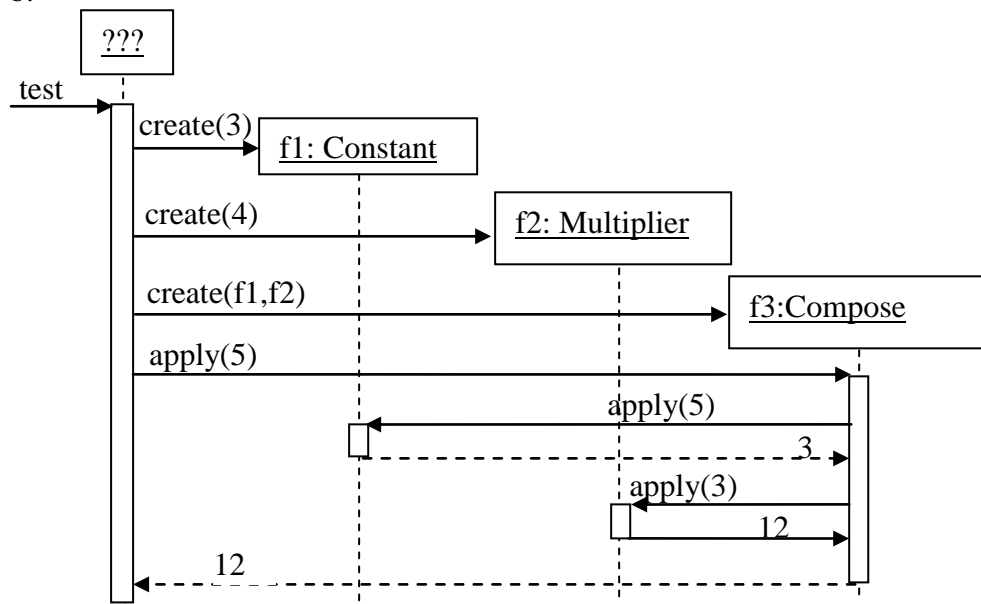 ???
test
create(3)
f1: Constant
create(4)
f2: Multiplier
create(f1,f2)
f3:Compose
apply(5)
apply(5)
3
apply(3)
12
12